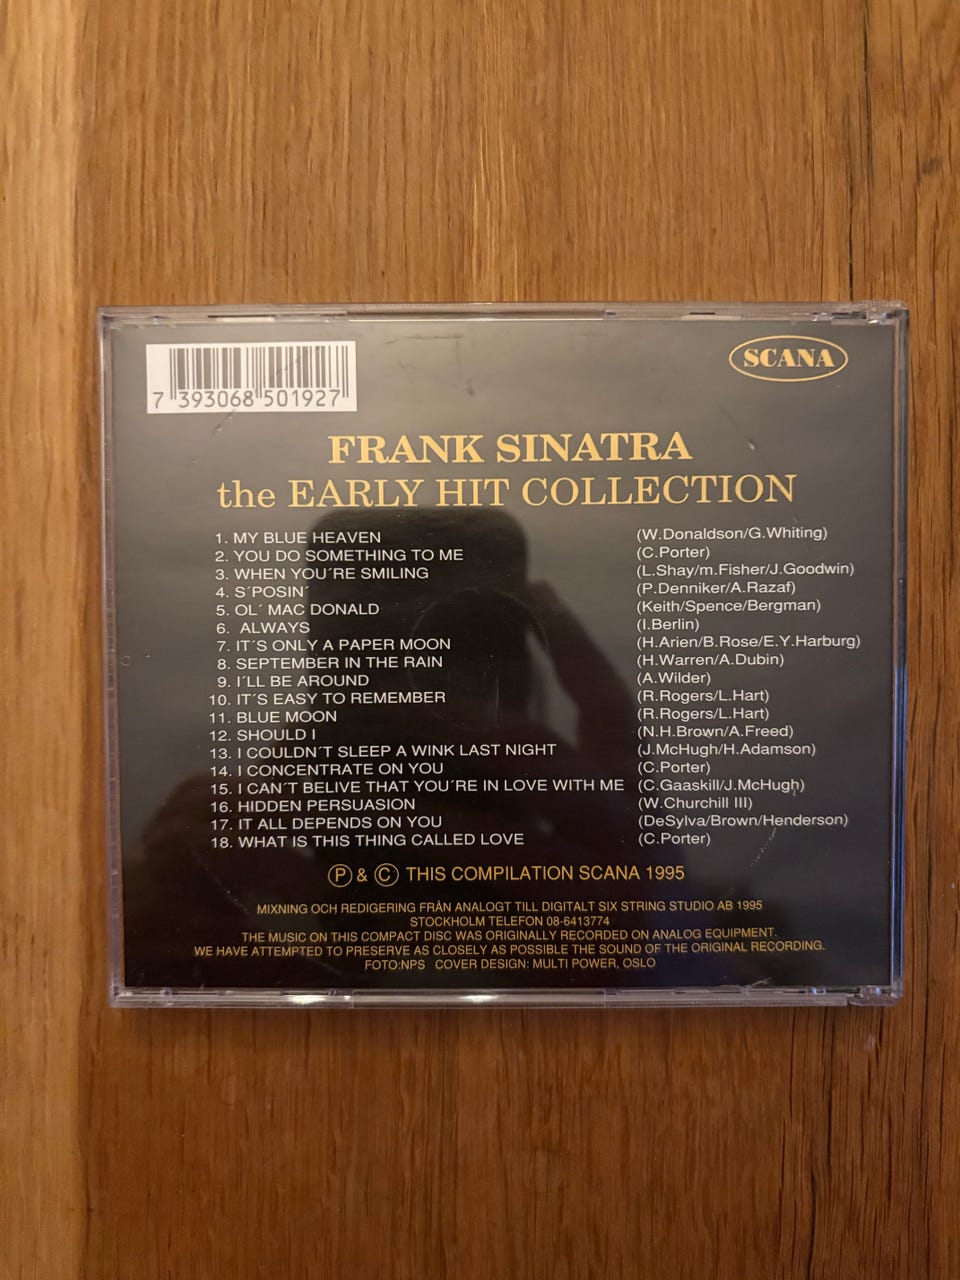 7 393068 501927
SCANA
FRANK SINATRA
the EARLY HIT COLLECTION
1. MY BLUE HEAVEN (W.Donaldson/G.Whiting)
2. YOU DO SOMETHING TO ME (C.Porter)
3. WHEN YOU´RE SMILING (L.Shay/m.Fisher/J.Goodwin)
4. S´POSIN´ (P.Denniker/A.Razaf)
5. OL´ MAC DONALD (Keith/Spence/Bergman)
6. ALWAYS (I.Berlin)
7. IT´S ONLY A PAPER MOON (H.Arien/B.Rose/E.Y.Harburg)
8. SEPTEMBER IN THE RAIN (H.Warren/A.Dubin)
9. I´LL BE AROUND (A.Wilder)
10. IT´S EASY TO REMEMBER (R.Rogers/L.Hart)
11. BLUE MOON (R.Rogers/L.Hart)
12. SHOULD I (N.H.Brown/A.Freed)
13. I COULDN´T SLEEP A WINK LAST NIGHT (J.McHugh/H.Adamson)
14. I CONCENTRATE ON YOU (C.Porter)
15. I CAN´T BELIVE THAT YOU´RE IN LOVE WITH ME (C.Gaaskill/J.McHugh)
16. HIDDEN PERSUASION (W.Churchill III)
17. IT ALL DEPENDS ON YOU (DeSylva/Brown/Henderson)
18. WHAT IS THIS THING CALLED LOVE (C.Porter)
Ⓟ & © THIS COMPILATION SCANA 1995
MIXNING OCH REDIGERING FRÅN ANALOGT TILL DIGITALT SIX STRING STUDIO AB 1995
STOCKHOLM TELEFON 08-6413774
THE MUSIC ON THIS COMPACT DISC WAS ORIGINALLY RECORDED ON ANALOG EQUIPMENT.
WE HAVE ATTEMPTED TO PRESERVE AS CLOSELY AS POSSIBLE THE SOUND OF THE ORIGINAL RECORDING.
FOTO:NPS COVER DESIGN: MULTI POWER, OSLO